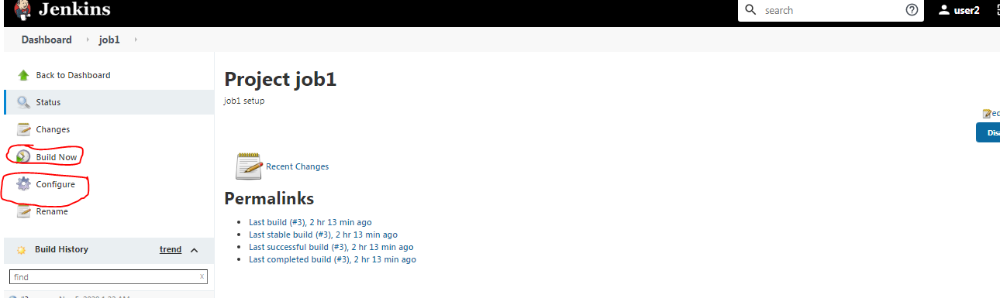 Jenkins
search
user2
Dashboard
job1
Back to Dashboard
Status
Changes
Build Now
Configure
Rename
Build History
trend
find
x
Project job1
job1 setup
Recent Changes
Permalinks
Last build (#3), 2 hr 13 min ago
Last stable build (#3), 2 hr 13 min ago
Last successful build (#3), 2 hr 13 min ago
Last completed build (#3), 2 hr 13 min ago